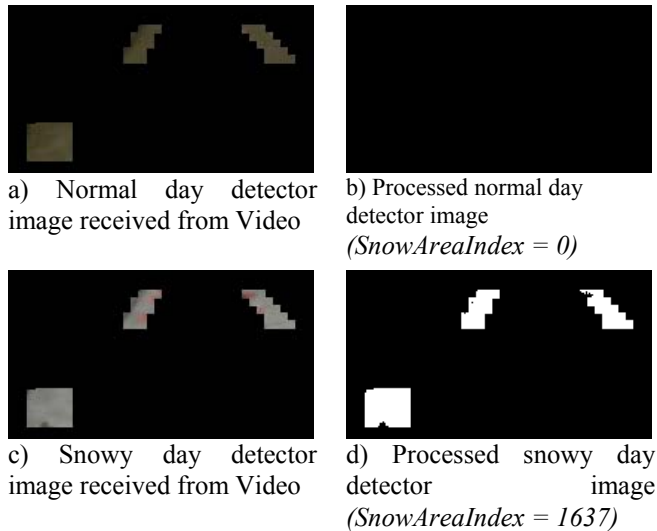 a) Normal day detector
image received from Video
b) Processed normal day
detector image
(SnowAreaIndex = 0)
c) Snowy day detector
image received from Video
d) Processed snowy day
detector image
(SnowAreaIndex = 1637)